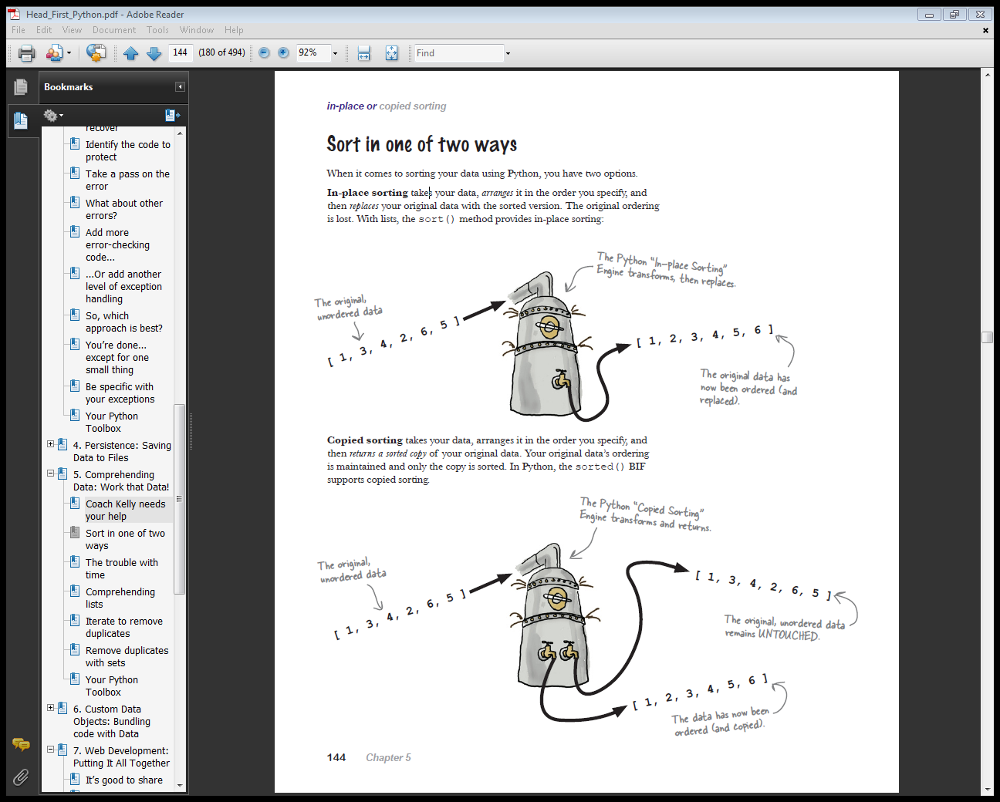 Head_First_Python.pdf - Adobe Reader
File Edit View Document Tools Window Help
144 (180 of 494) 92% Find
Bookmarks
recover
Identify the code to
protect
Take a pass on the
error
What about other
errors?
Add more
error-checking
code...
...Or add another
level of exception
handling
So, which
approach is best?
You're done...
except for one
small thing
Be specific with
your exceptions
Your Python
Toolbox
4. Persistence: Saving
Data to Files
5. Comprehending
Data: Work that Data!
Coach Kelly needs
your help
Sort in one of two
ways
The trouble with
time
Comprehending
lists
Iterate to remove
duplicates
Remove duplicates
with sets
Your Python
Toolbox
6. Custom Data
Objects: Bundling
code with Data
7. Web Development:
Putting It All Together
It's good to share
in-place or copied sorting
Sort in one of two ways
When it comes to sorting your data using Python, you have two options.
In-place sorting takes your data, arranges it in the order you specify, and
then replaces your original data with the sorted version. The original ordering
is lost. With lists, the sort() method provides in-place sorting:
The Python “In-place Sorting”
Engine transforms, then replaces.
The original,
unordered data
[ 1, 3, 4, 2, 6, 5 ]
[ 1, 2, 3, 4, 5, 6 ]
The original data has
now been ordered (and
replaced).
Copied sorting takes your data, arranges it in the order you specify, and
then returns a sorted copy of your original data. Your original data’s ordering
is maintained and only the copy is sorted. In Python, the sorted() BIF
supports copied sorting.
The Python “Copied Sorting”
Engine transforms and returns.
The original,
unordered data
[ 1, 3, 4, 2, 6, 5 ]
[ 1, 3, 4, 2, 6, 5 ]
The original, unordered data
remains UNTOUCHED.
[ 1, 2, 3, 4, 5, 6 ]
The data has now been
ordered (and copied).
144 Chapter 5